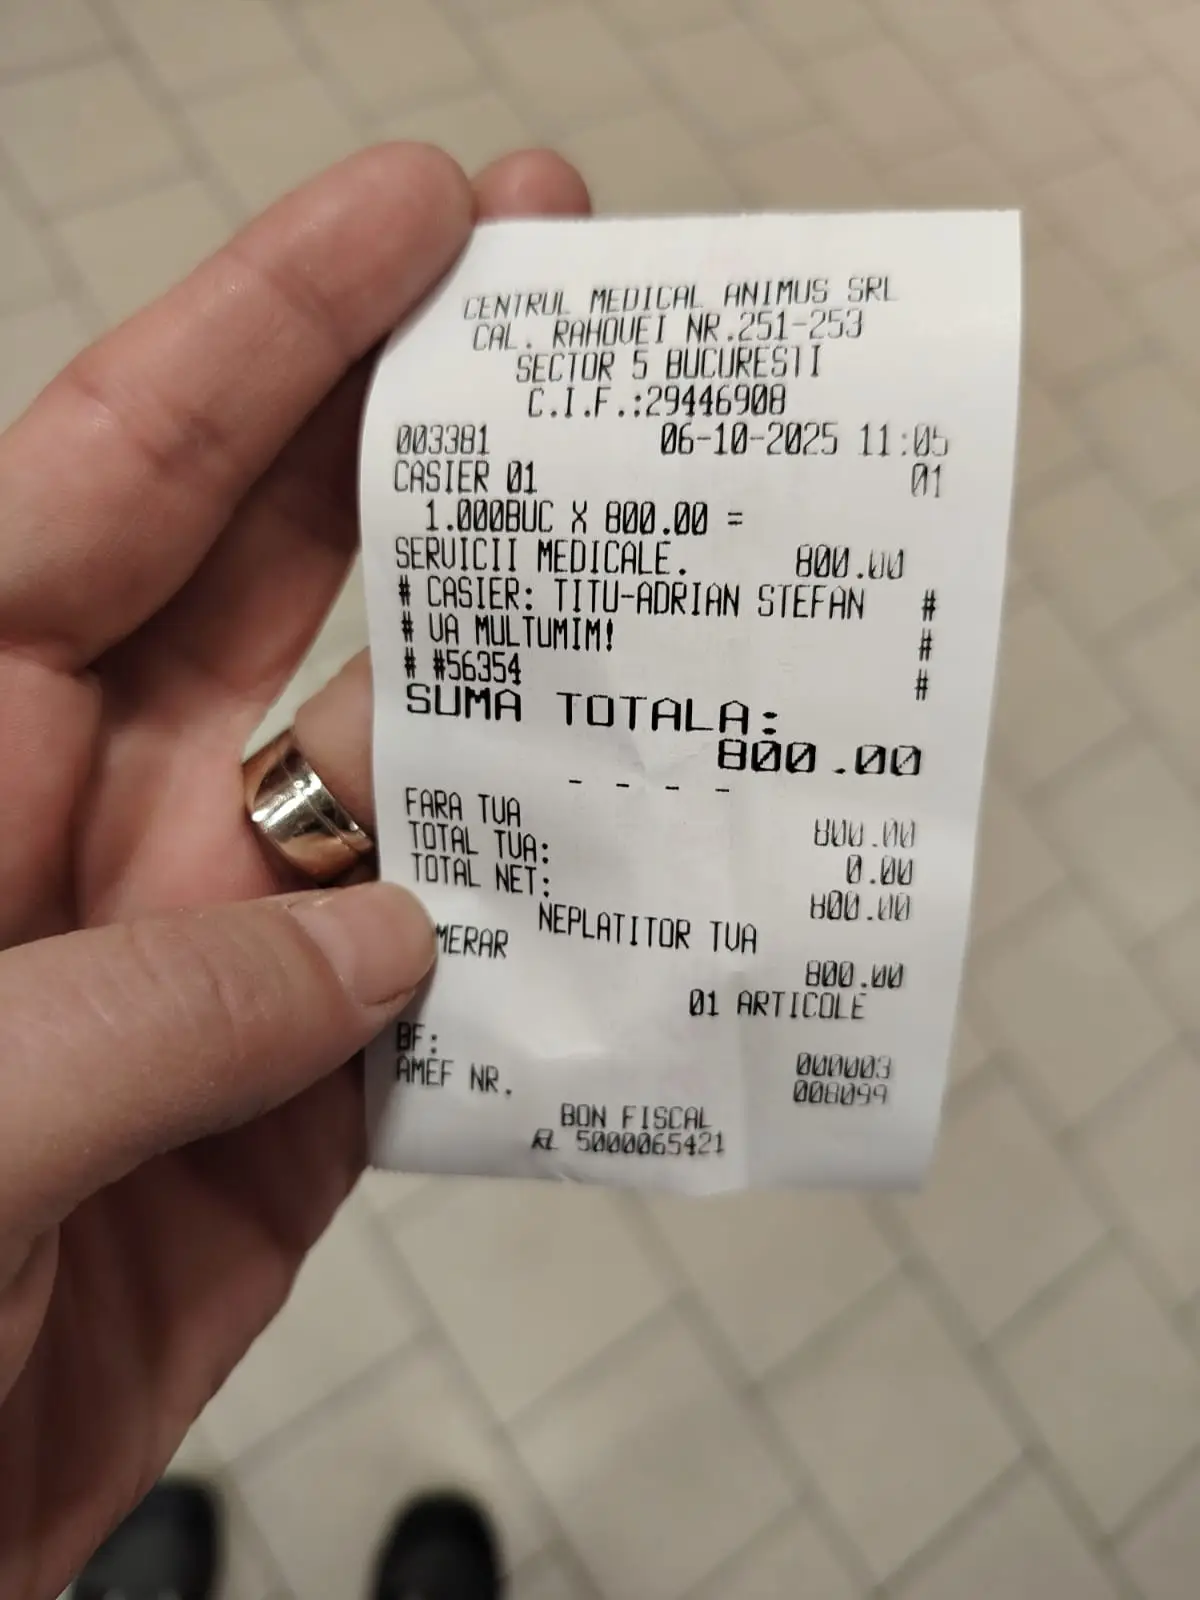 CENTRUL MEDICAL ANIMUS SRL
CAL. RAHOVEI NR.251-253
SECTOR 5 BUCURESTI
C.I.F.:29446908
003381 06-10-2025 11:05
CASIER 01 01
1.000BUC X 800.00 =
SERVICII MEDICALE. 800.00
# CASIER: TITU-ADRIAN STEFAN #
# VA MULTUMIM! #
# #56354 #
SUMA TOTALA:
800.00
- - - -
FARA TVA 800.00
TOTAL TVA: 0.00
TOTAL NET: 800.00
NEPLATITOR TVA
MERAR 800.00
01 ARTICOLE
BF: 000003
AMEF NR. 008099
BON FISCAL
5000065421